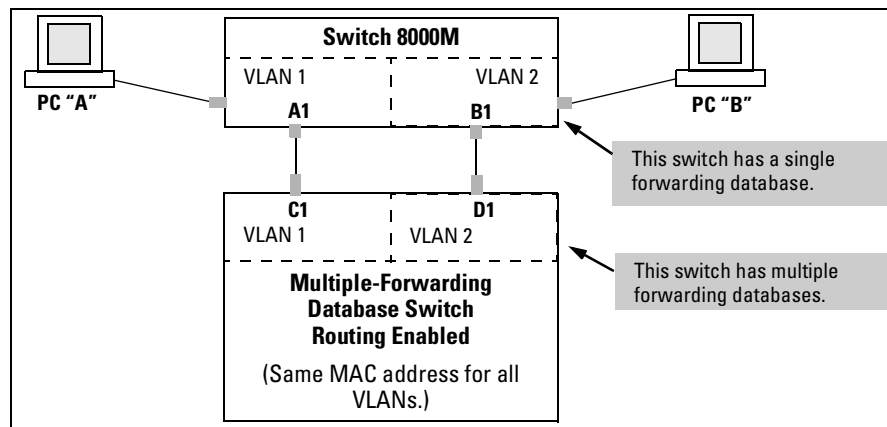 Switch 8000M
VLAN 1
VLAN 2
PC “A”
PC “B”
A1
B1
This switch has a single
forwarding database.
C1
D1
VLAN 1
VLAN 2
This switch has multiple
forwarding databases.
Multiple-Forwarding
Database Switch
Routing Enabled
(Same MAC address for all
VLANs.)